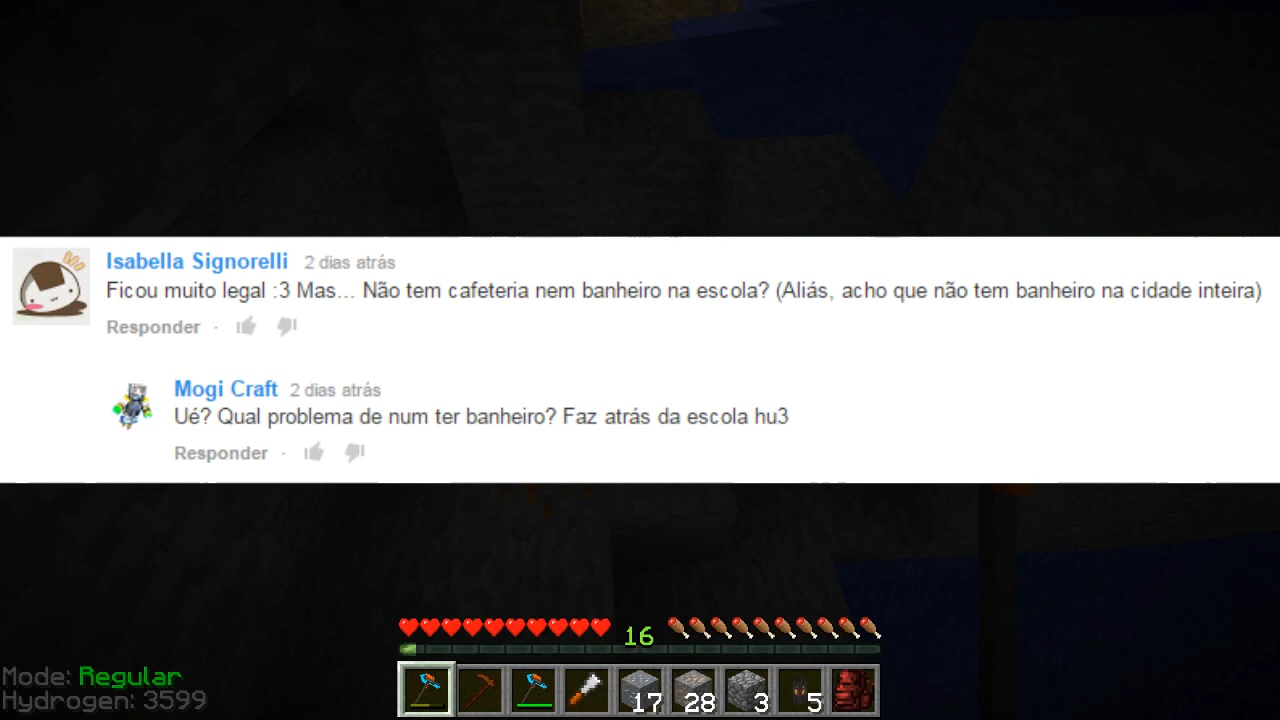 Isabella Signorelli 2 dias atrás
Ficou muito legal :3 Mas... Não tem cafeteria nem banheiro na escola? (Aliás, acho que não tem banheiro na cidade inteira)
Responder ·
Mogi Craft 2 dias atrás
Ué? Qual problema de num ter banheiro? Faz atrás da escola hu3
Responder ·
16
Mode: Regular
Hydrogen: 3599
17 28 3 5